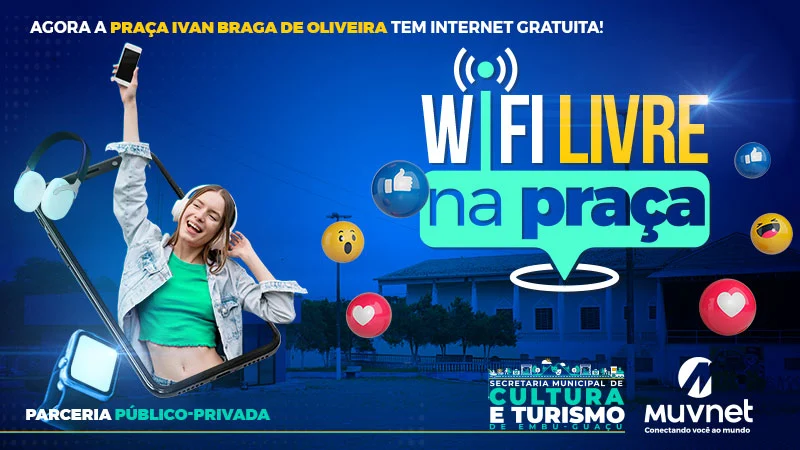 AGORA A PRAÇA IVAN BRAGA DE OLIVEIRA TEM INTERNET GRATUITA!
WIFI LIVRE
na praça
PARCERIA PÚBLICO-PRIVADA
SECRETARIA MUNICIPAL DE
CULTURA
E TURISMO
DE EMBU-GUAÇU
MUVNET
Conectando você ao mundo